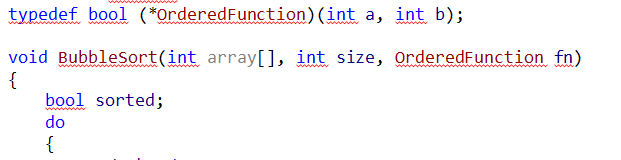 typedef bool (*OrderedFunction)(int a, int b);
void BubbleSort(int array[], int size, OrderedFunction fn)
{
bool sorted;
do
{